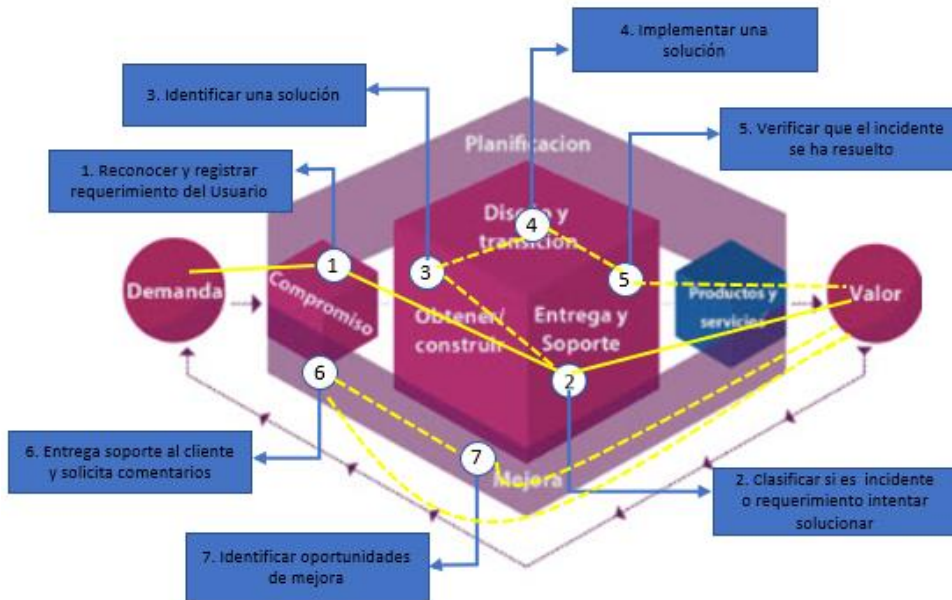 4. Implementar una
solución
3. Identificar una solución
5. Verificar que el incidente
se ha resuelto
Planificacion
1. Reconocer y registrar
requerimiento del Usuario
Diseño y
transición
4
1
3
5
Demanda
Compromiso
Obtener/
construir
Entrega y
Soporte
Productos y
servicios
Valor
6
2
7
Mejora
6. Entrega soporte al cliente
y solicita comentarios
2. Clasificar si es incidente
o requerimiento intentar
solucionar
7. Identificar oportunidades
de mejora